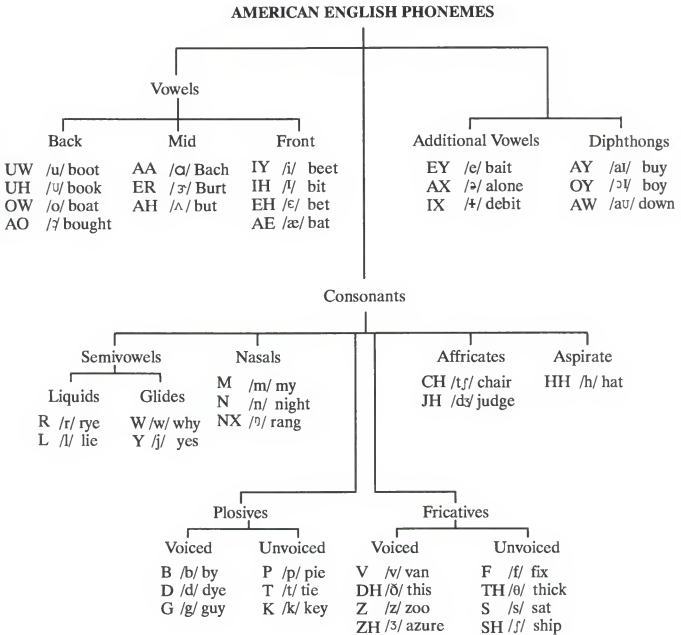 AMERICAN ENGLISH PHONEMES
Vowels
Back Mid Front
Additional Vowels Diphthongs
UW /u/ boot
UH /ʊ/ book
OW /o/ boat
AO /ɔ/ bought
AA /ɑ/ Bach
ER /ɝ/ Burt
AH /ʌ/ but
IY /i/ beet
IH /ɪ/ bit
EH /ɛ/ bet
AE /æ/ bat
EY /e/ bait
AX /ə/ alone
IX /ɨ/ debit
AY /aɪ/ buy
OY /ɔɪ/ boy
AW /aʊ/ down
Consonants
Semivowels Nasals Affricates Aspirate
Liquids Glides
R /r/ rye
L /l/ lie
W /w/ why
Y /j/ yes
M /m/ my
N /n/ night
NX /ŋ/ rang
CH /tʃ/ chair
JH /dʒ/ judge
HH /h/ hat
Plosives Fricatives
Voiced Unvoiced Voiced Unvoiced
B /b/ by
D /d/ dye
G /g/ guy
P /p/ pie
T /t/ tie
K /k/ key
V /v/ van
DH /ð/ this
Z /z/ zoo
ZH /ʒ/ azure
F /f/ fix
TH /θ/ thick
S /s/ sat
SH /ʃ/ ship